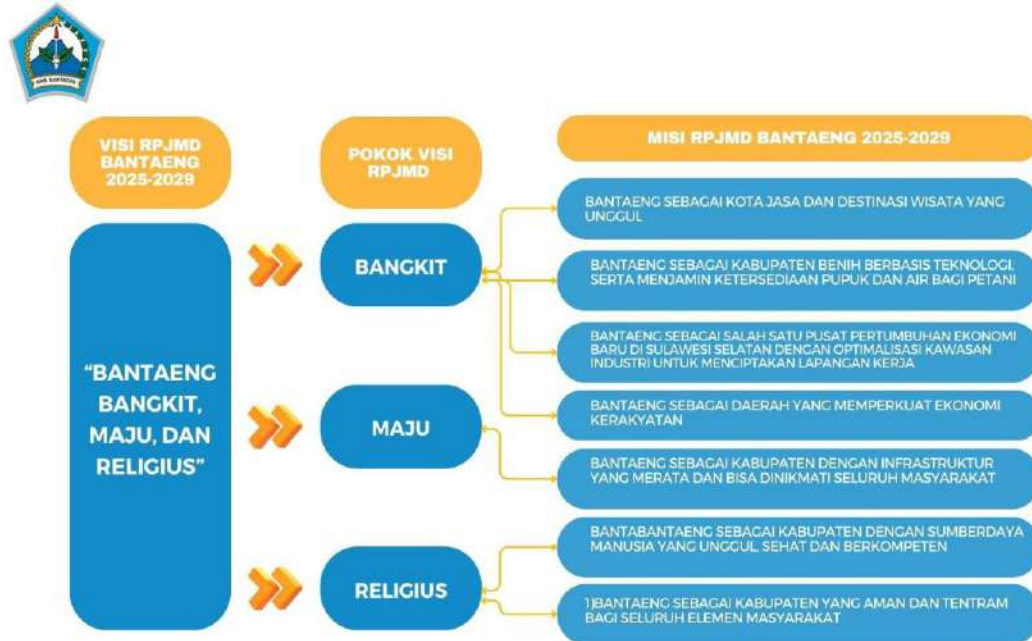 KAB. BANTAENG
VISI RPJMD
BANTAENG
2025-2029
POKOK VISI
RPJMD
MISI RPJMD BANTAENG 2025-2029
"BANTAENG
BANGKIT,
MAJU, DAN
RELIGIUS"
BANGKIT
MAJU
RELIGIUS
BANTAENG SEBAGAI KOTA JASA DAN DESTINASI WISATA YANG
UNGGUL
BANTAENG SEBAGAI KABUPATEN BENIH BERBASIS TEKNOLOGI,
SERTA MENJAMIN KETERSEDIAAN PUPUK DAN AIR BAGI PETANI
BANTAENG SEBAGAI SALAH SATU PUSAT PERTUMBUHAN EKONOMI
BARU DI SULAWESI SELATAN DENGAN OPTIMALISASI KAWASAN
INDUSTRI UNTUK MENCIPTAKAN LAPANGAN KERJA
BANTAENG SEBAGAI DAERAH YANG MEMPERKUAT EKONOMI
KERAKYATAN
BANTAENG SEBAGAI KABUPATEN DENGAN INFRASTRUKTUR
YANG MERATA DAN BISA DINIKMATI SELURUH MASYARAKAT
BANTABANTAENG SEBAGAI KABUPATEN DENGAN SUMBERDAYA
MANUSIA YANG UNGGUL, SEHAT DAN BERKOMPETEN
1)BANTAENG SEBAGAI KABUPATEN YANG AMAN DAN TENTRAM
BAGI SELURUH ELEMEN MASYARAKAT